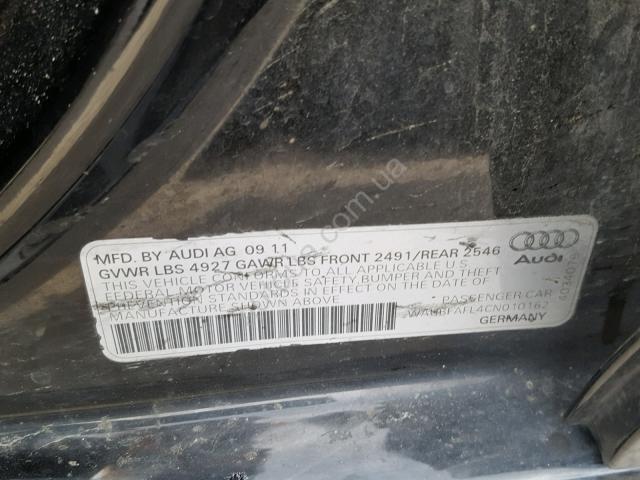 MFD. BY AUDI AG 09 11
GVWR LBS 4927 GAWR LBS FRONT 2491/REAR 2546
THIS VEHICLE CONFORMS TO ALL APPLICABLE U.S.
FEDERAL MOTOR VEHICLE SAFETY BUMPER AND THEFT
PREVENTION STANDARDS IN EFFECT ON THE DATE OF
MANUFACTURE SHOWN ABOVE
PASSENGER CAR
WAUBFAFL4CN010162
GERMANY
Audi